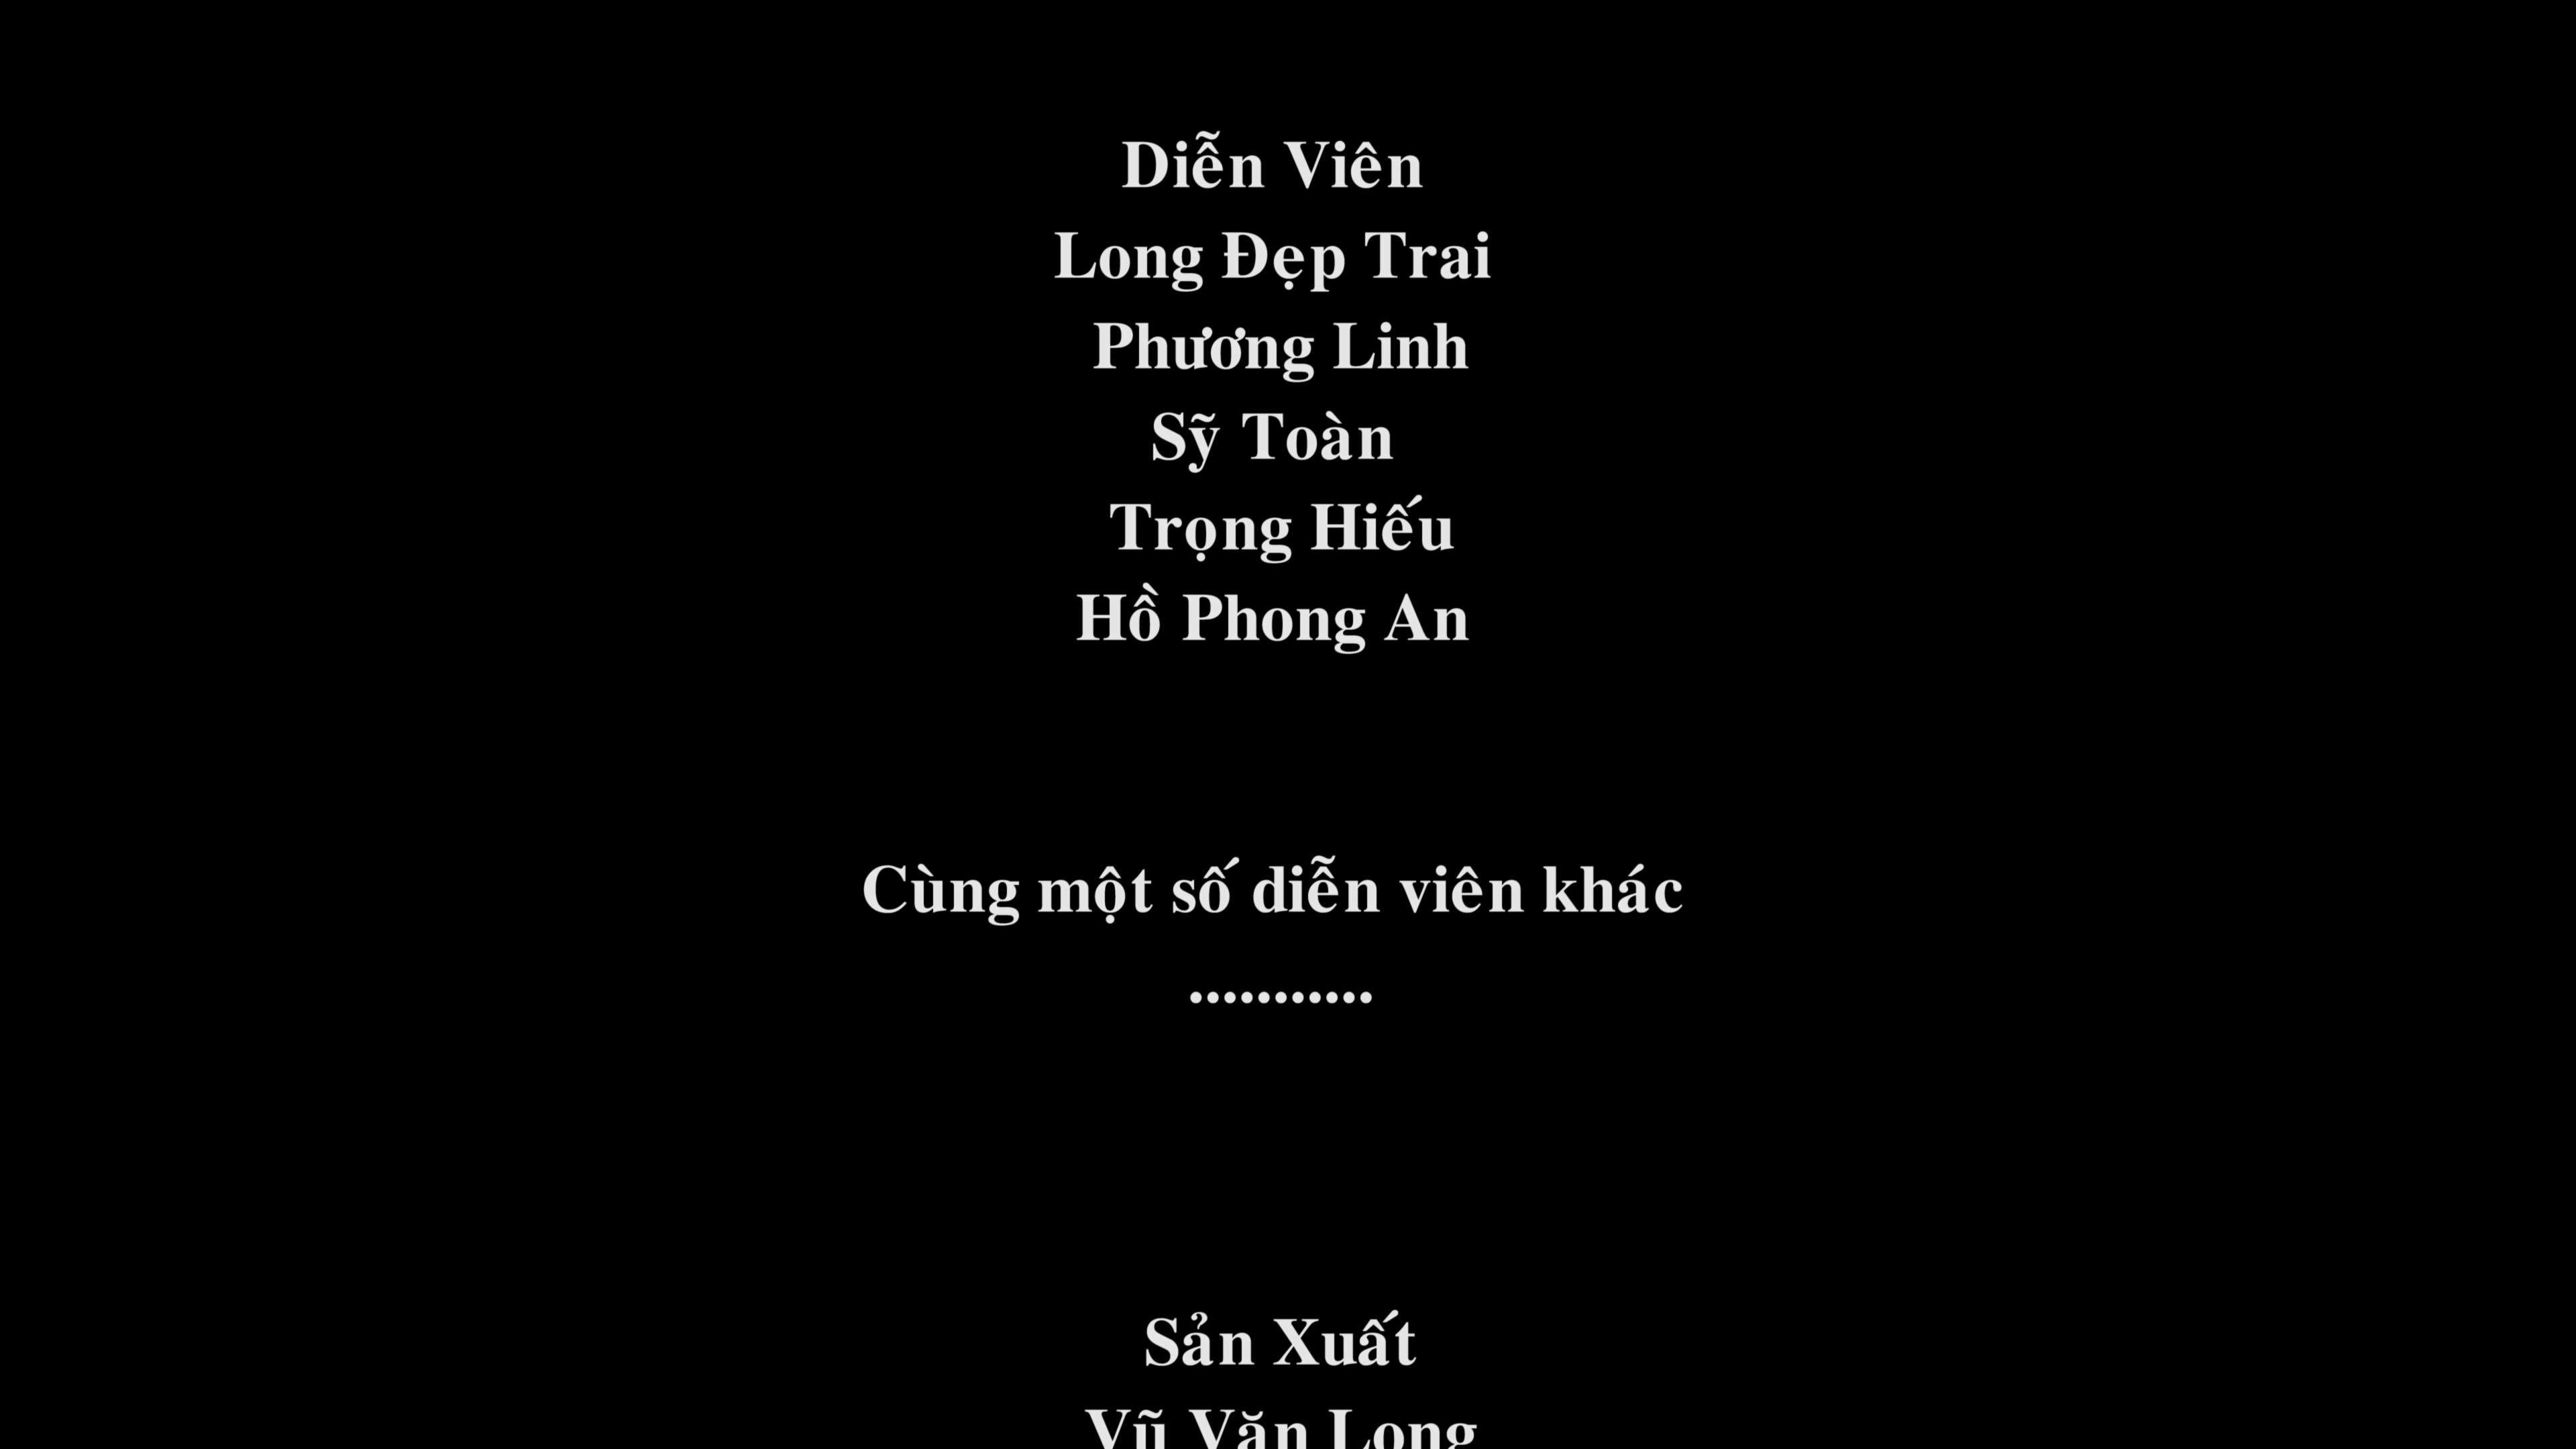 Diễn Viên
Long Đẹp Trai
Phương Linh
Sỹ Toàn
Trọng Hiếu
Hồ Phong An
Cùng một số diễn viên khác
...........
Sản Xuất
Vũ Văn Long